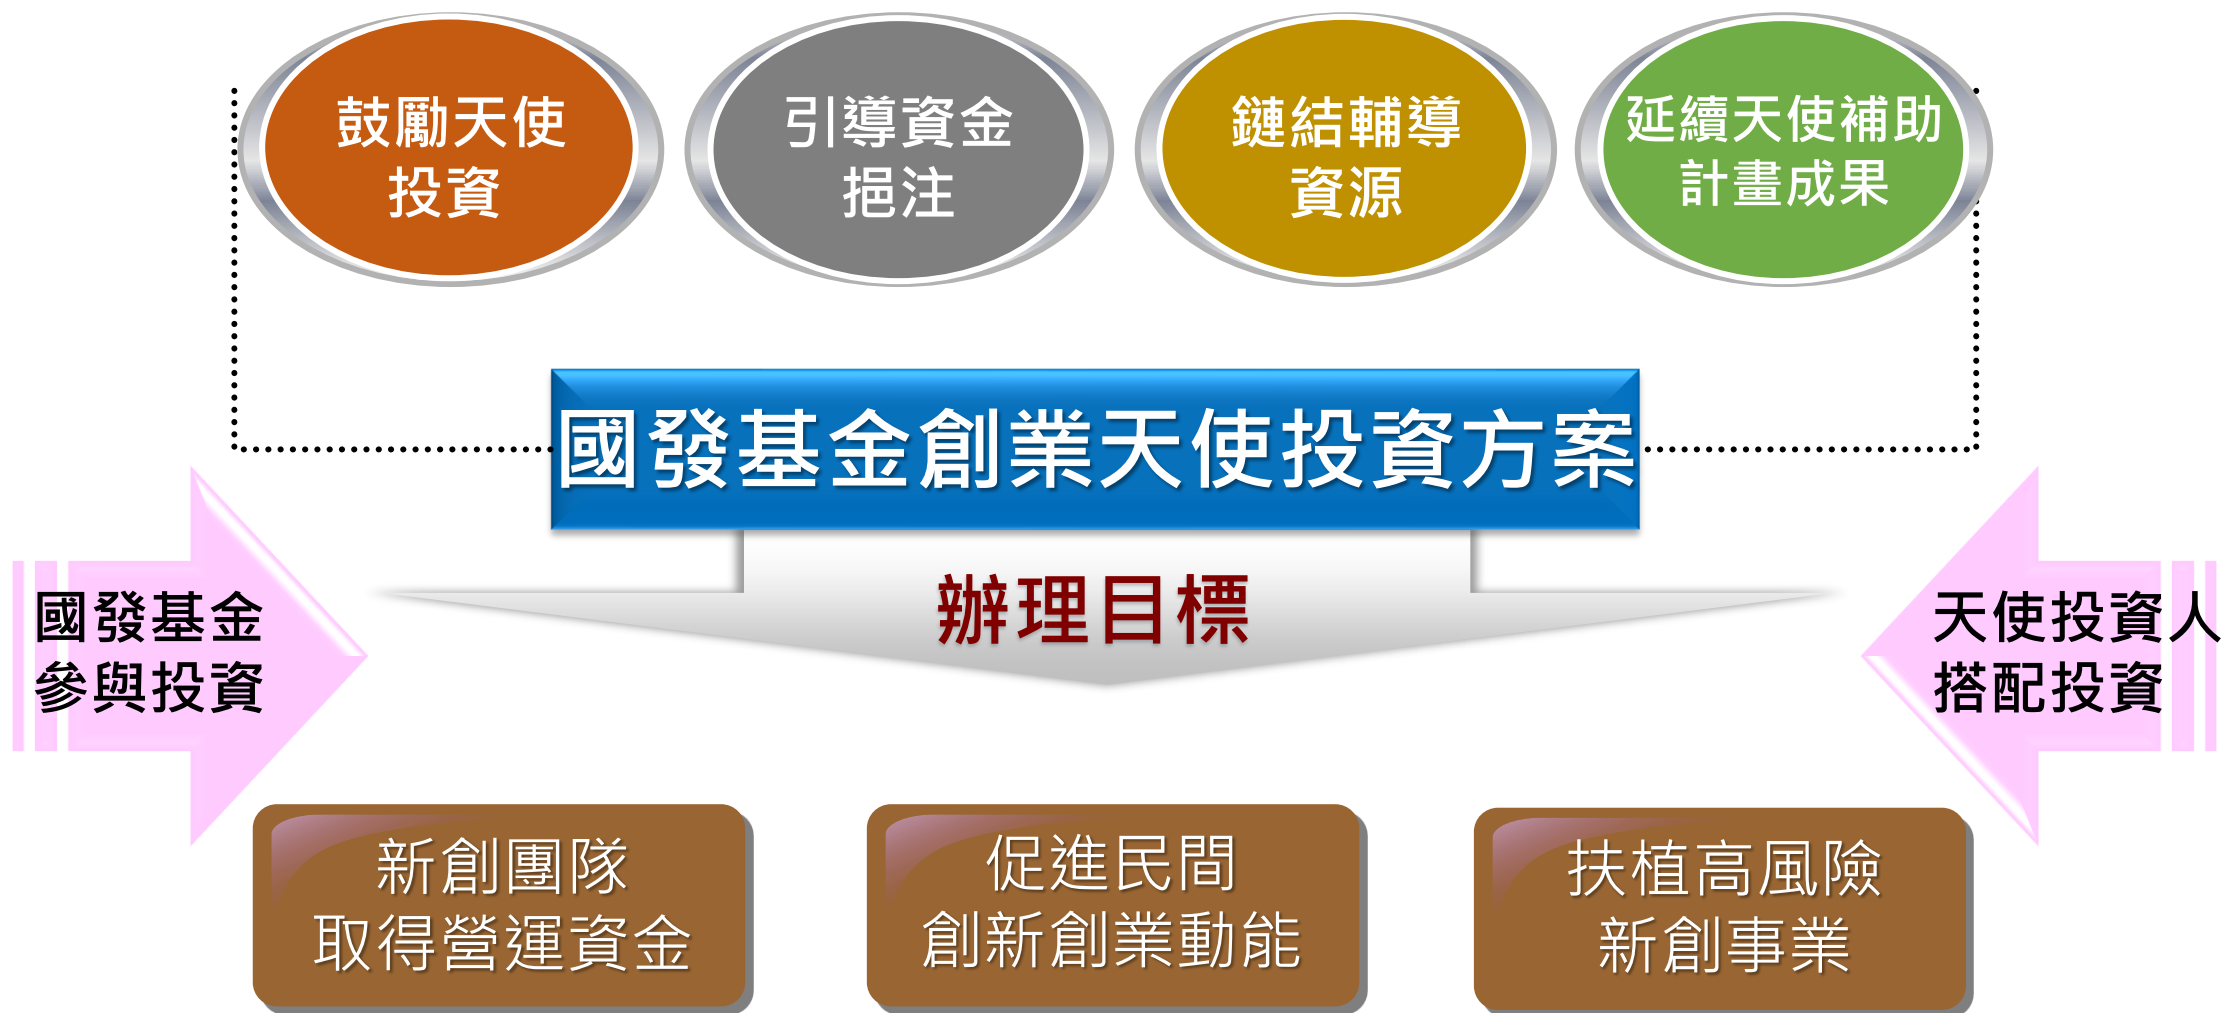 鼓勵天使
投資
引導資金
挹注
鏈結輔導
資源
延續天使補助
計畫成果
國發基金創業天使投資方案
辦理目標
國發基金
參與投資
天使投資人
搭配投資
新創團隊
取得營運資金
促進民間
創新創業動能
扶植高風險
新創事業